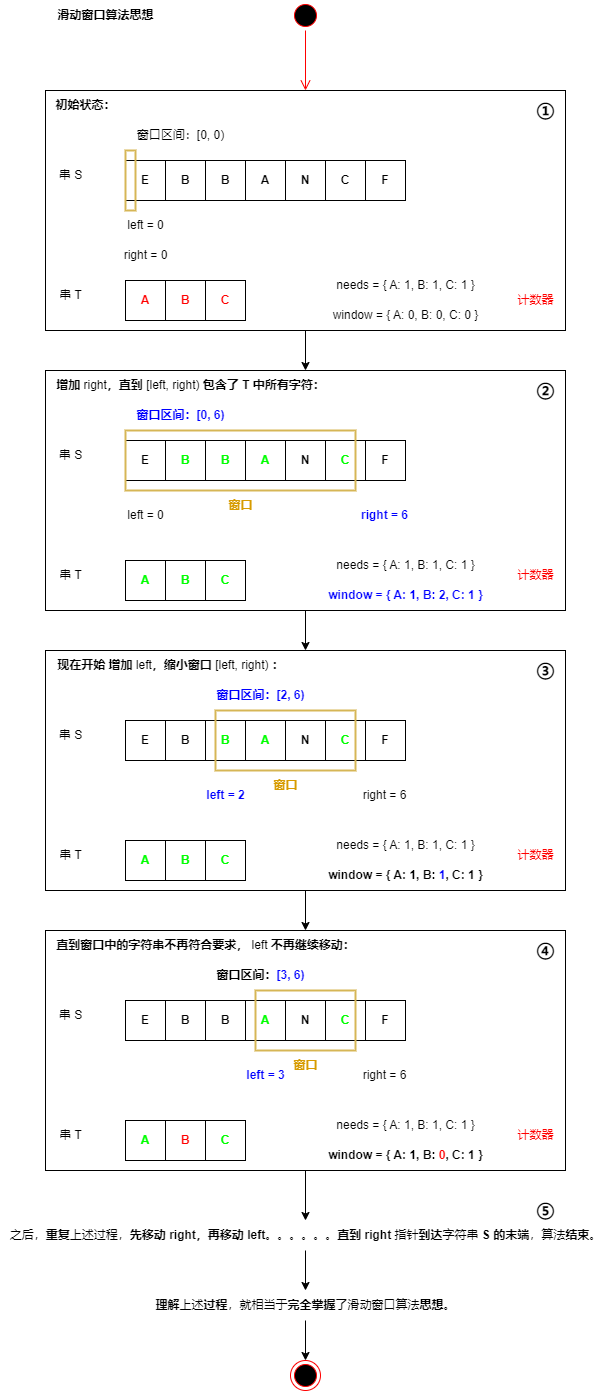 滑动窗口算法思想
初始状态：
①
窗口区间：[0, 0)
串 S
E B B A N C F
left = 0
right = 0
串 T
A B C
needs = { A: 1, B: 1, C: 1 }
window = { A: 0, B: 0, C: 0 }
计数器
增加 right，直到 [left, right) 包含了 T 中所有字符：
②
窗口区间：[0, 6)
串 S
E B B A N C F
窗口
left = 0
right = 6
串 T
A B C
needs = { A: 1, B: 1, C: 1 }
window = { A: 1, B: 2, C: 1 }
计数器
现在开始 增加 left，缩小窗口 [left, right) ：
③
窗口区间：[2, 6)
串 S
E B B A N C F
窗口
left = 2
right = 6
串 T
A B C
needs = { A: 1, B: 1, C: 1 }
window = { A: 1, B: 1, C: 1 }
计数器
直到窗口中的字符串不再符合要求， left 不再继续移动：
④
窗口区间：[3, 6)
串 S
E B B A N C F
窗口
left = 3
right = 6
串 T
A B C
needs = { A: 1, B: 1, C: 1 }
window = { A: 1, B: 0, C: 1 }
计数器
⑤
之后，重复上述过程，先移动 right，再移动 left。。。。。。直到 right 指针到达字符串 S 的末端，算法结束。
理解上述过程，就相当于完全掌握了滑动窗口算法思想。